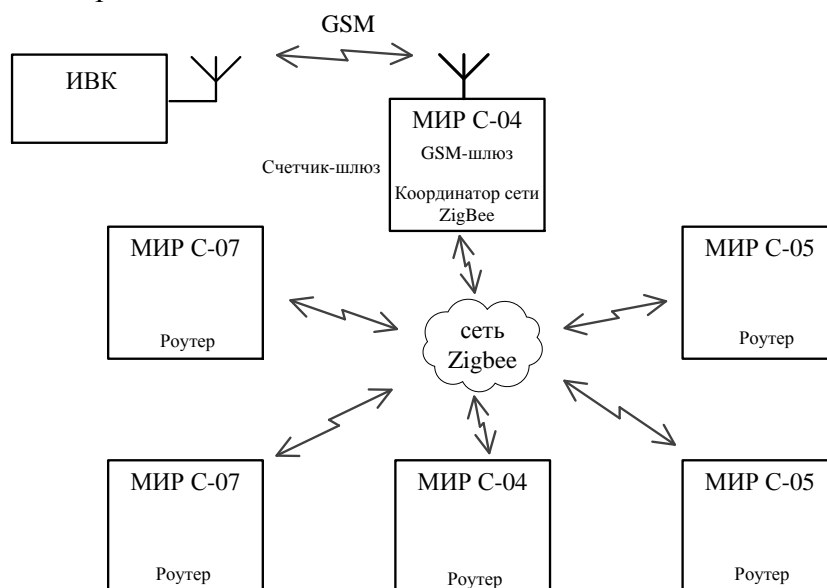 GSM
ИВК
МИР С-04
GSM-шлюз
Счетчик-шлюз
Координатор сети
ZigBee
МИР С-07
Роутер
МИР С-05
Роутер
сеть
Zigbee
МИР С-07
Роутер
МИР С-04
Роутер
МИР С-05
Роутер